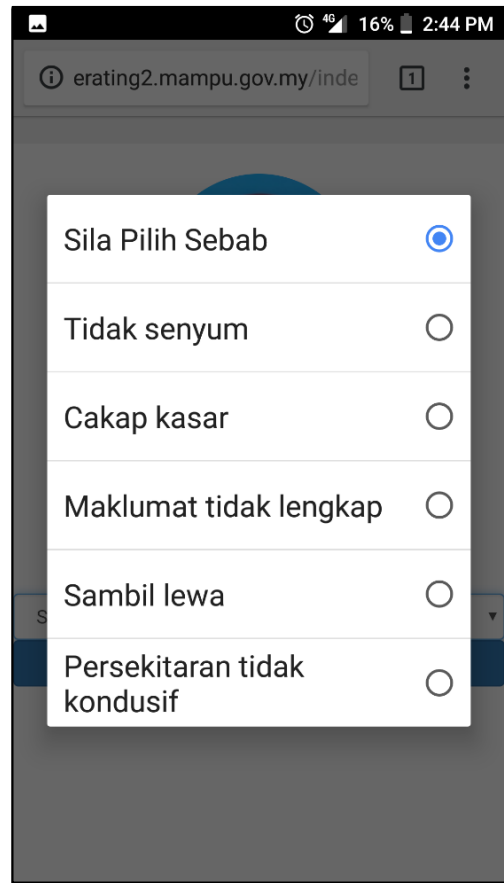 16% 2:44 PM
4G
erating2.mampu.gov.my/inde
1
Sila Pilih Sebab
Tidak senyum
Cakap kasar
Maklumat tidak lengkap
Sambil lewa
Persekitaran tidak
kondusif
S